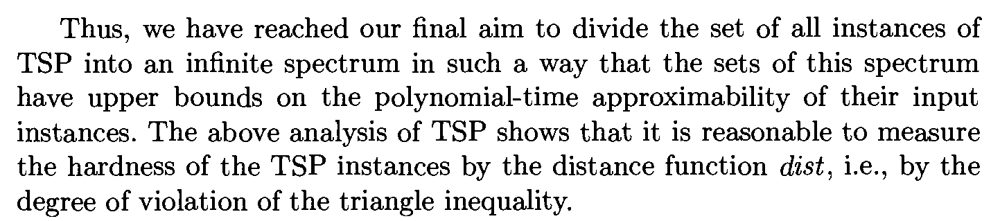 Thus, we have reached our final aim to divide the set of all instances of
TSP into an infinite spectrum in such a way that the sets of this spectrum
have upper bounds on the polynomial-time approximability of their input
instances. The above analysis of TSP shows that it is reasonable to measure
the hardness of the TSP instances by the distance function dist, i.e., by the
degree of violation of the triangle inequality.